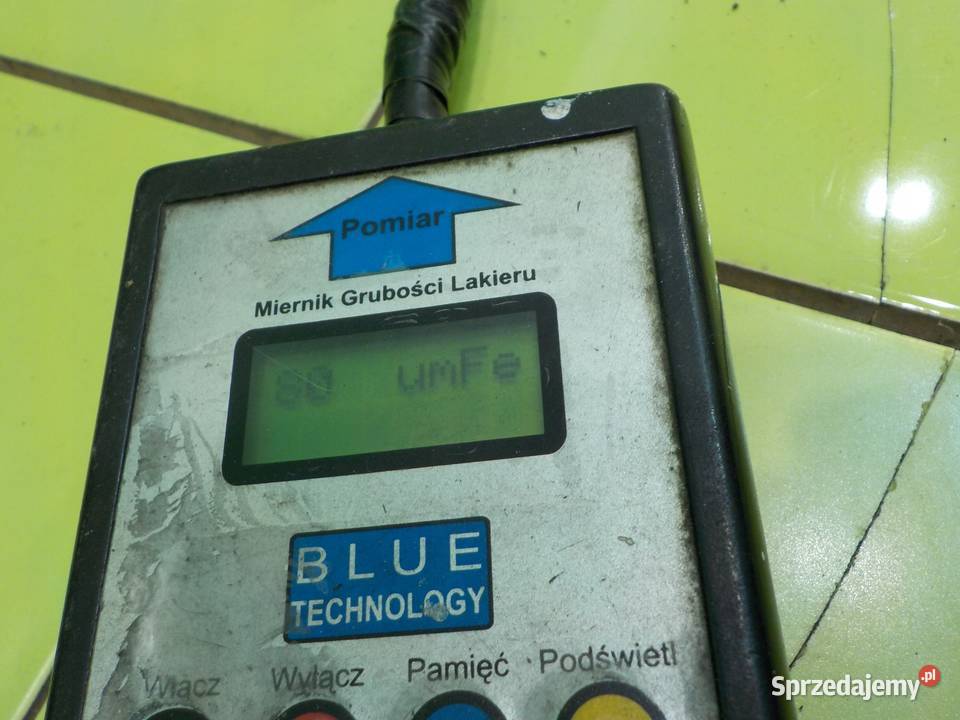 Pomiar
Miernik Grubości Lakieru
80 umFe
BLUE
TECHNOLOGY
Włącz Wyłącz Pamięć Podświetl
Sprzedajemy.pl